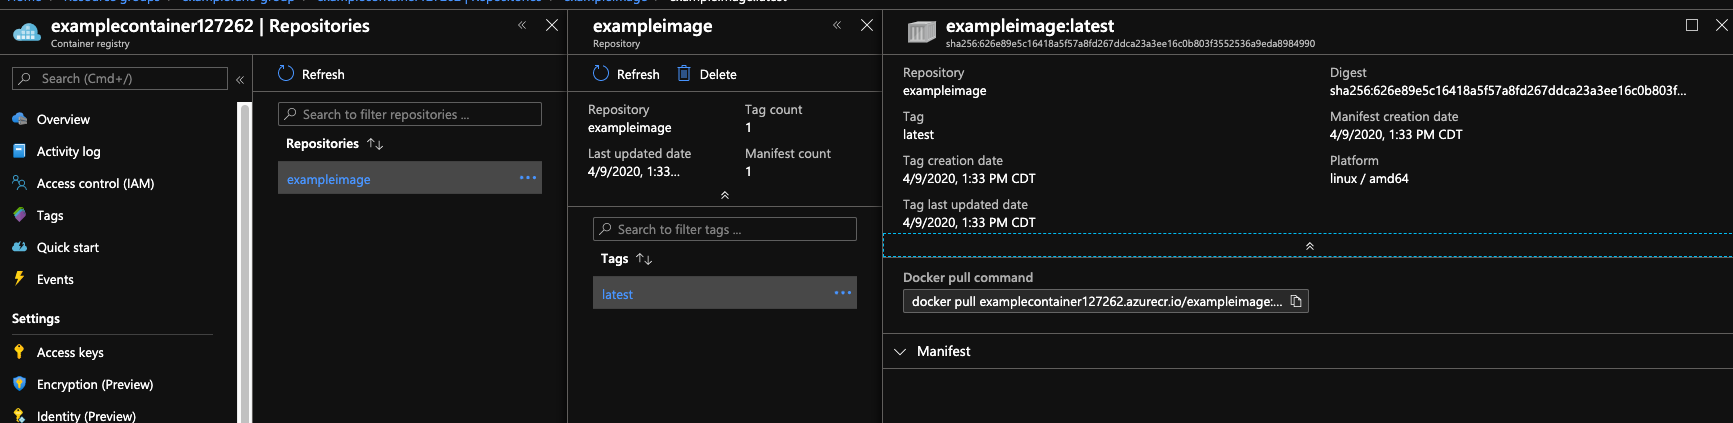 examplecontainer127262 | Repositories
Container registry
Search (Cmd+/)
Overview
Activity log
Access control (IAM)
Tags
Quick start
Events
Settings
Access keys
Encryption (Preview)
Identity (Preview)
Refresh
Search to filter repositories ...
Repositories
exampleimage
exampleimage
Repository
Refresh Delete
Repository
exampleimage
Tag count
1
Last updated date
4/9/2020, 1:33...
Manifest count
1
Search to filter tags ...
Tags
latest
exampleimage:latest
sha256:626e89e5c16418a5f57a8fd267ddca23a3ee16c0b803f3552536a9eda8984990
Repository
exampleimage
Tag
latest
Tag creation date
4/9/2020, 1:33 PM CDT
Tag last updated date
4/9/2020, 1:33 PM CDT
Digest
sha256:626e89e5c16418a5f57a8fd267ddca23a3ee16c0b803f...
Manifest creation date
4/9/2020, 1:33 PM CDT
Platform
linux / amd64
Docker pull command
docker pull examplecontainer127262.azurecr.io/exampleimage:...
Manifest